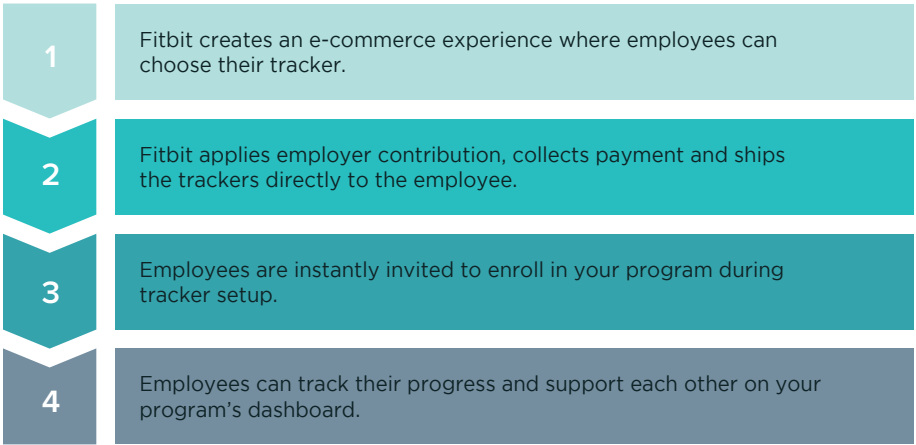 1
Fitbit creates an e-commerce experience where employees can
choose their tracker.
2
Fitbit applies employer contribution, collects payment and ships
the trackers directly to the employee.
3
Employees are instantly invited to enroll in your program during
tracker setup.
4
Employees can track their progress and support each other on your
program’s dashboard.